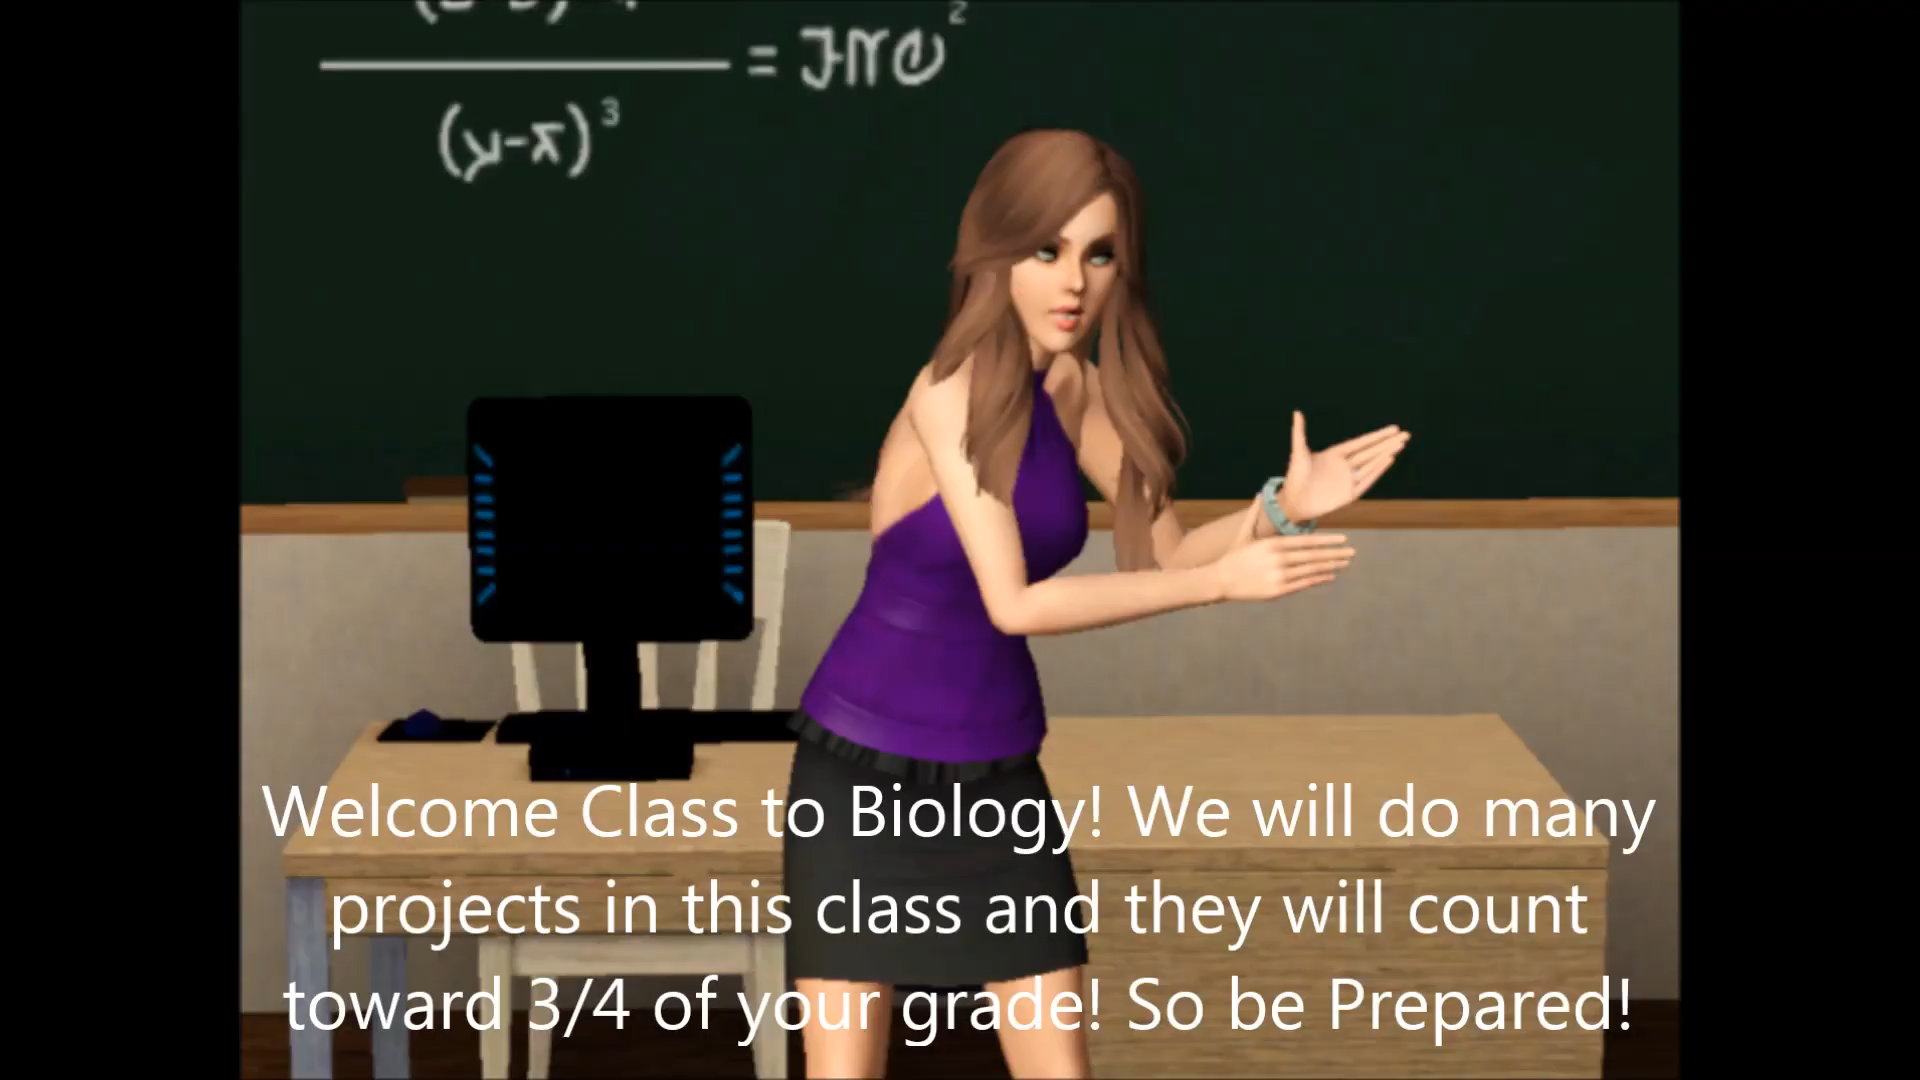 (y-x)³
Welcome Class to Biology! We will do many
projects in this class and they will count
toward 3/4 of your grade! So be Prepared!